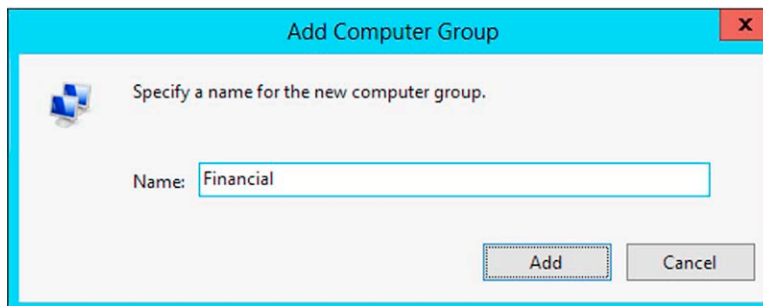 Add Computer Group
x
Specify a name for the new computer group.
Name: Financial
Add Cancel